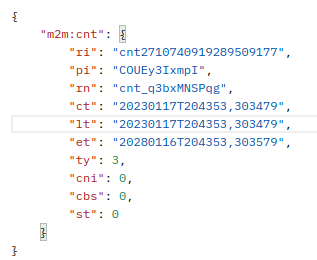 {
"m2m:cnt": {
"ri": "cnt2710740919289509177",
"pi": "COUEy3IxmpI",
"rn": "cnt_q3bxMNSPqg",
"ct": "20230117T204353,303479",
"lt": "20230117T204353,303479",
"et": "20280116T204353,303579",
"ty": 3,
"cni": 0,
"cbs": 0,
"st": 0
}
}